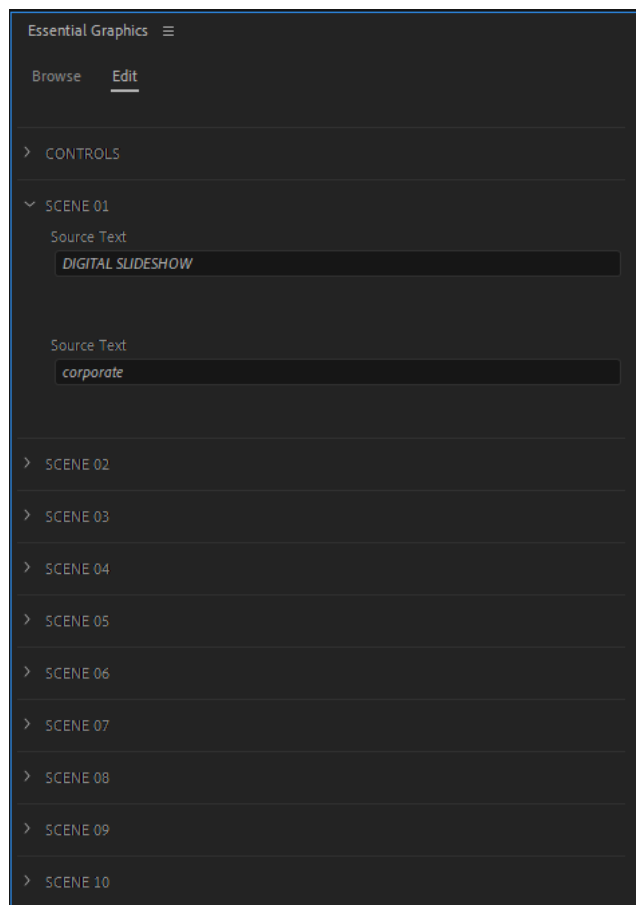 Essential Graphics
Browse Edit
CONTROLS
SCENE 01
Source Text
DIGITAL SLIDESHOW
Source Text
corporate
SCENE 02
SCENE 03
SCENE 04
SCENE 05
SCENE 06
SCENE 07
SCENE 08
SCENE 09
SCENE 10